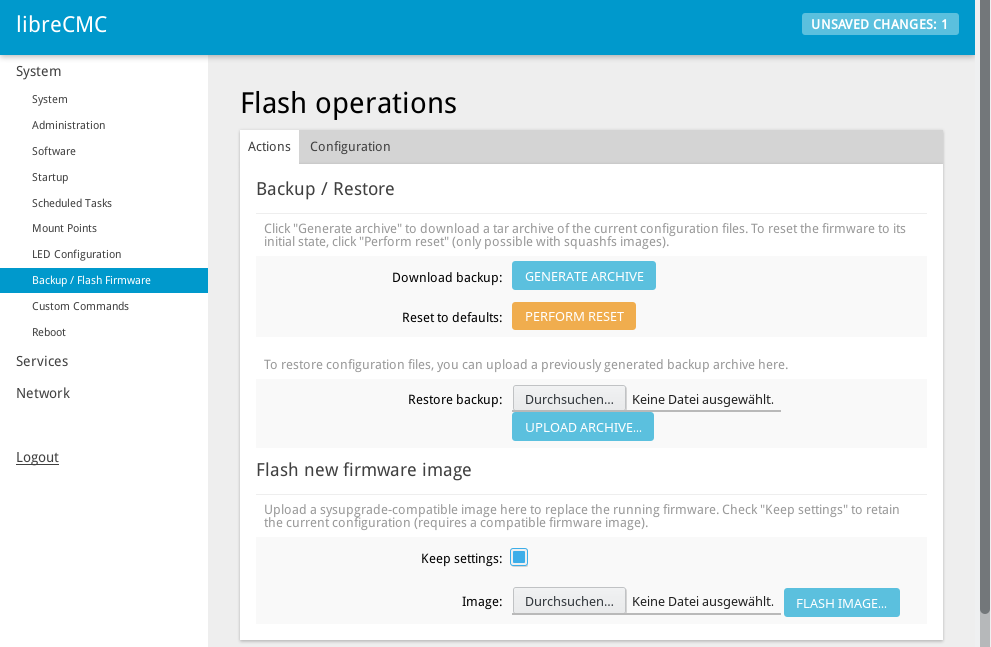 libreCMC
UNSAVED CHANGES: 1
System
System
Administration
Software
Startup
Scheduled Tasks
Mount Points
LED Configuration
Backup / Flash Firmware
Custom Commands
Reboot
Services
Network
Logout
Flash operations
Actions Configuration
Backup / Restore
Click "Generate archive" to download a tar archive of the current configuration files. To reset the firmware to its
initial state, click "Perform reset" (only possible with squashfs images).
Download backup: GENERATE ARCHIVE
Reset to defaults: PERFORM RESET
To restore configuration files, you can upload a previously generated backup archive here.
Restore backup: Durchsuchen... Keine Datei ausgewählt.
UPLOAD ARCHIVE...
Flash new firmware image
Upload a sysupgrade-compatible image here to replace the running firmware. Check "Keep settings" to retain
the current configuration (requires a compatible firmware image).
Keep settings:
Image: Durchsuchen... Keine Datei ausgewählt. FLASH IMAGE...